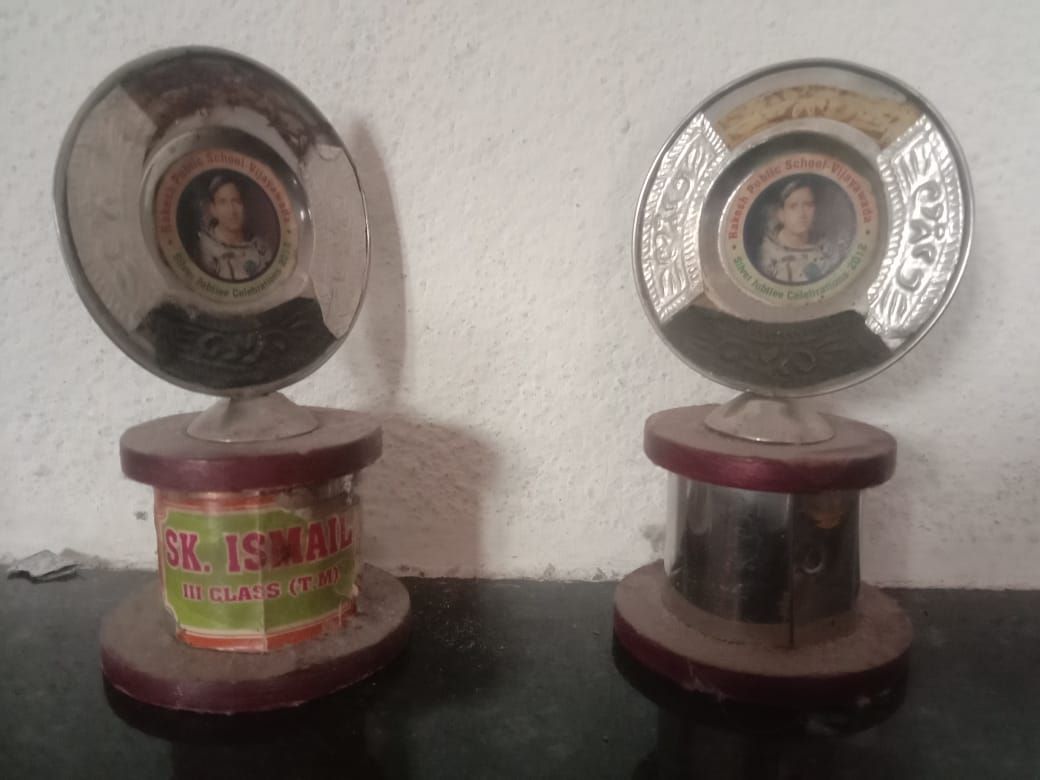 Rakesh Public School-Vijayawada
Silver Jubilee Celebrations 2012
SK. ISMAIL
III CLASS (T.M)
Rakesh Public School-Vijayawada
Silver Jubilee Celebrations 2012